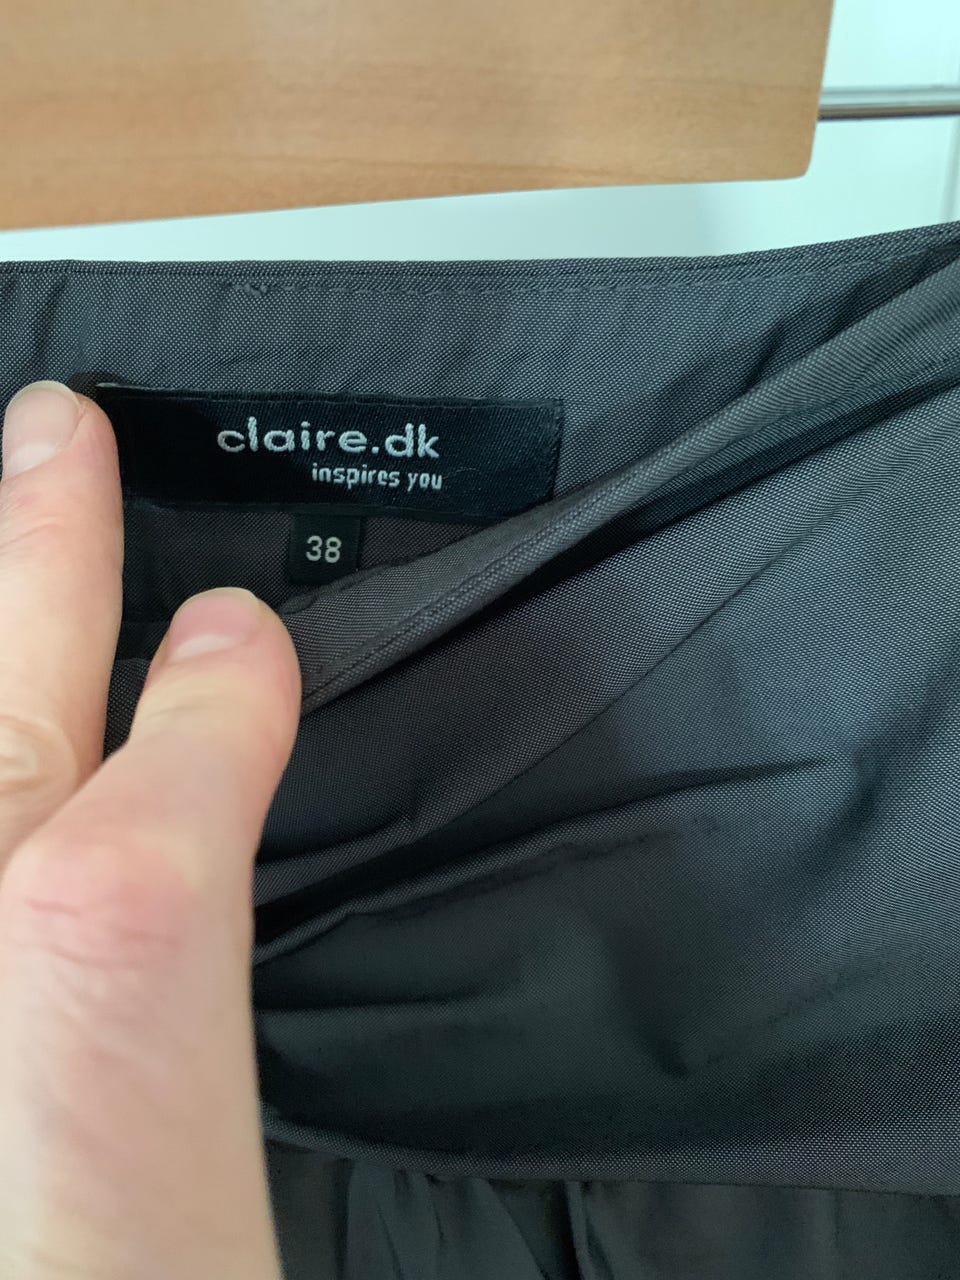 claire.dk
inspires you
38